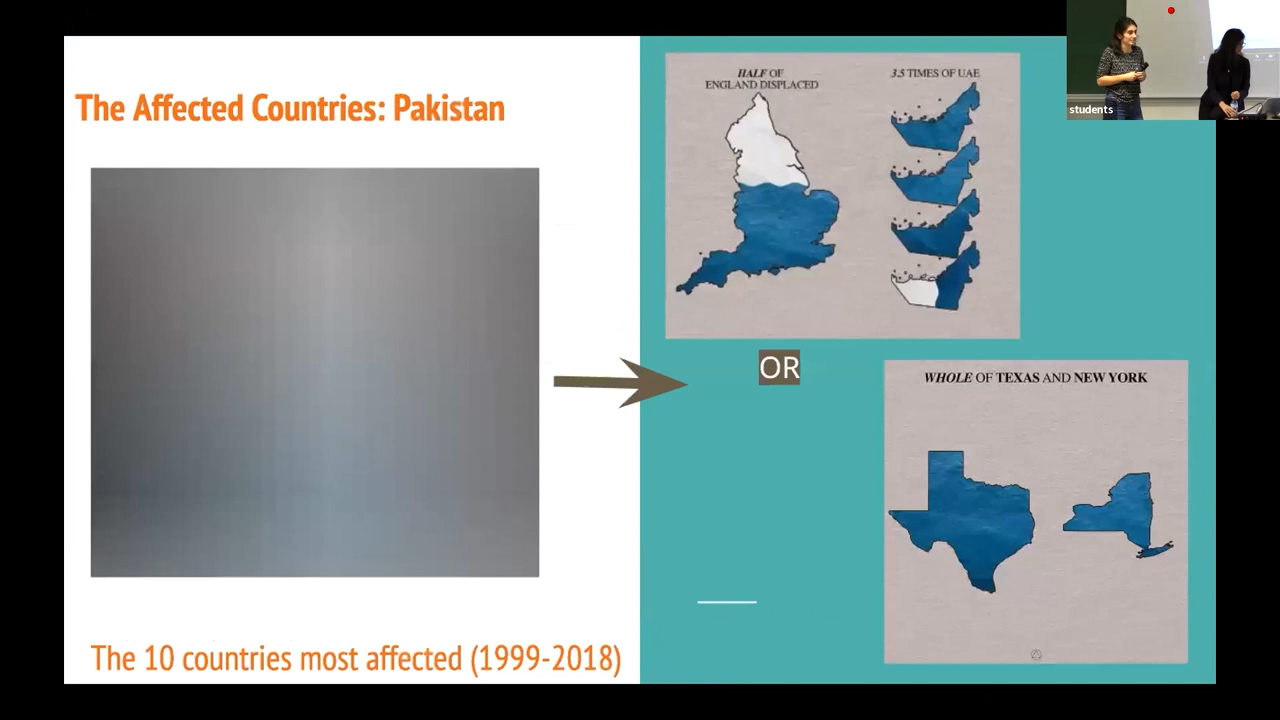 The Affected Countries: Pakistan
HALF OF
ENGLAND DISPLACED
3.5 TIMES OF UAE
students
OR
WHOLE OF TEXAS AND NEW YORK
The 10 countries most affected (1999-2018)